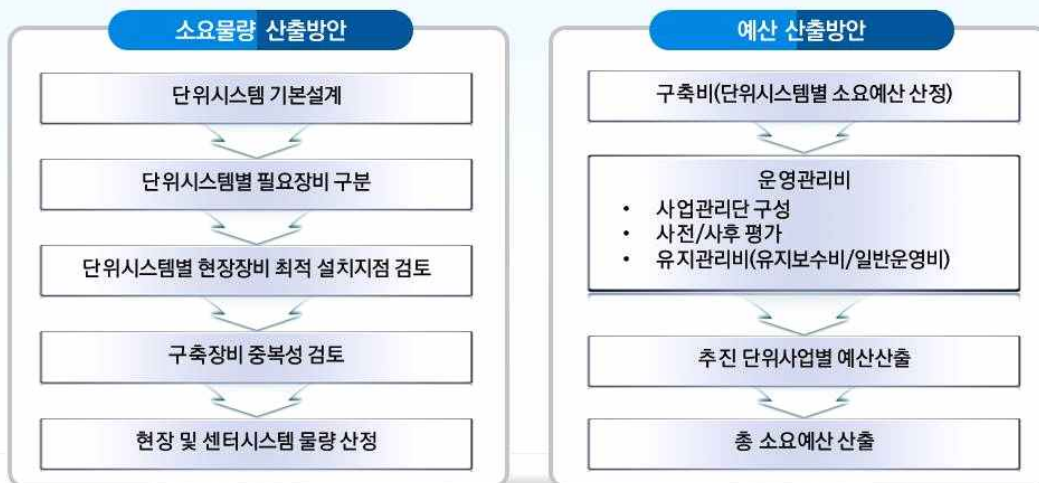 소요물량 산출방안
단위시스템 기본설계
단위시스템별 필요장비 구분
단위시스템별 현장장비 최적 설치지점 검토
구축장비 중복성 검토
현장 및 센터시스템 물량 산정
예산 산출방안
구축비(단위시스템별 소요예산 산정)
운영관리비
• 사업관리단 구성
• 사전/사후 평가
• 유지관리비(유지보수비/일반운영비)
추진 단위사업별 예산산출
총 소요예산 산출